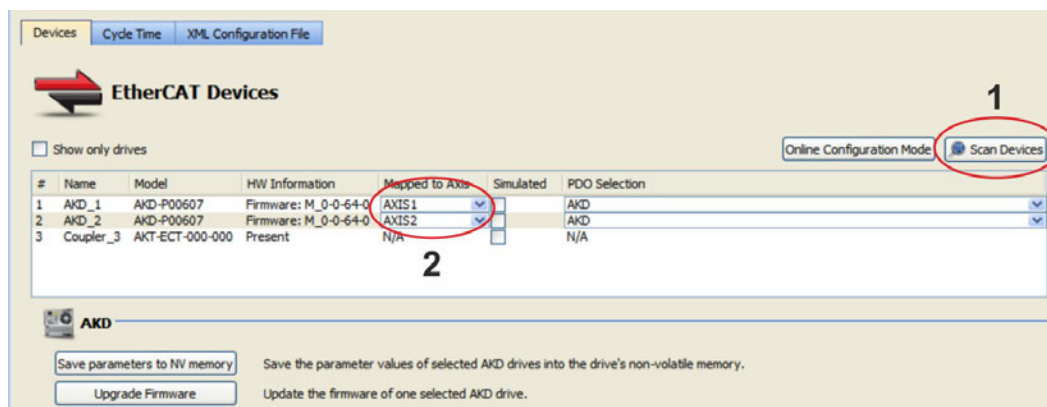 Devices Cycle Time XML Configuration File
EtherCAT Devices
1
Show only drives Online Configuration Mode Scan Devices
# Name Model HW Information Mapped to Axis Simulated PDO Selection
1 AKD_1 AKD-P00607 Firmware: M_0-0-64-0 AXIS1 AKD
2 AKD_2 AKD-P00607 Firmware: M_0-0-64-0 AXIS2 AKD
3 Coupler_3 AKT-ECT-000-000 Present N/A N/A
2
AKD
Save parameters to NV memory Save the parameter values of selected AKD drives into the drive's non-volatile memory.
Upgrade Firmware Update the firmware of one selected AKD drive.